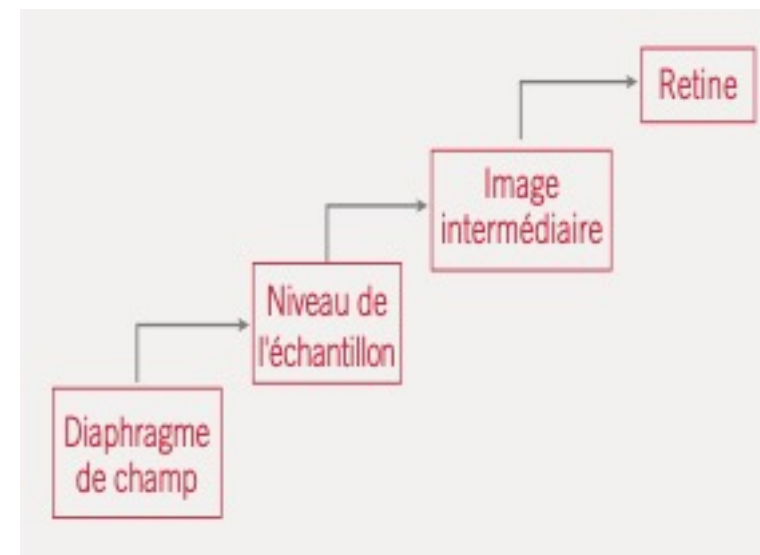 Retine
Image
intermédiaire
Niveau de
l'échantillon
Diaphragme
de champ